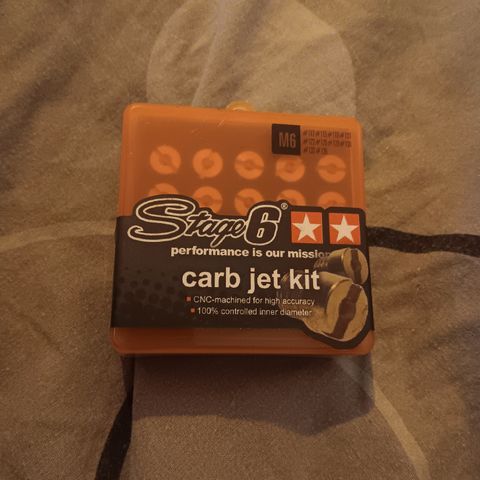 M6
Stage6®
performance is our mission
carb jet kit
CNC-machined for high accuracy
100% controlled inner diameter